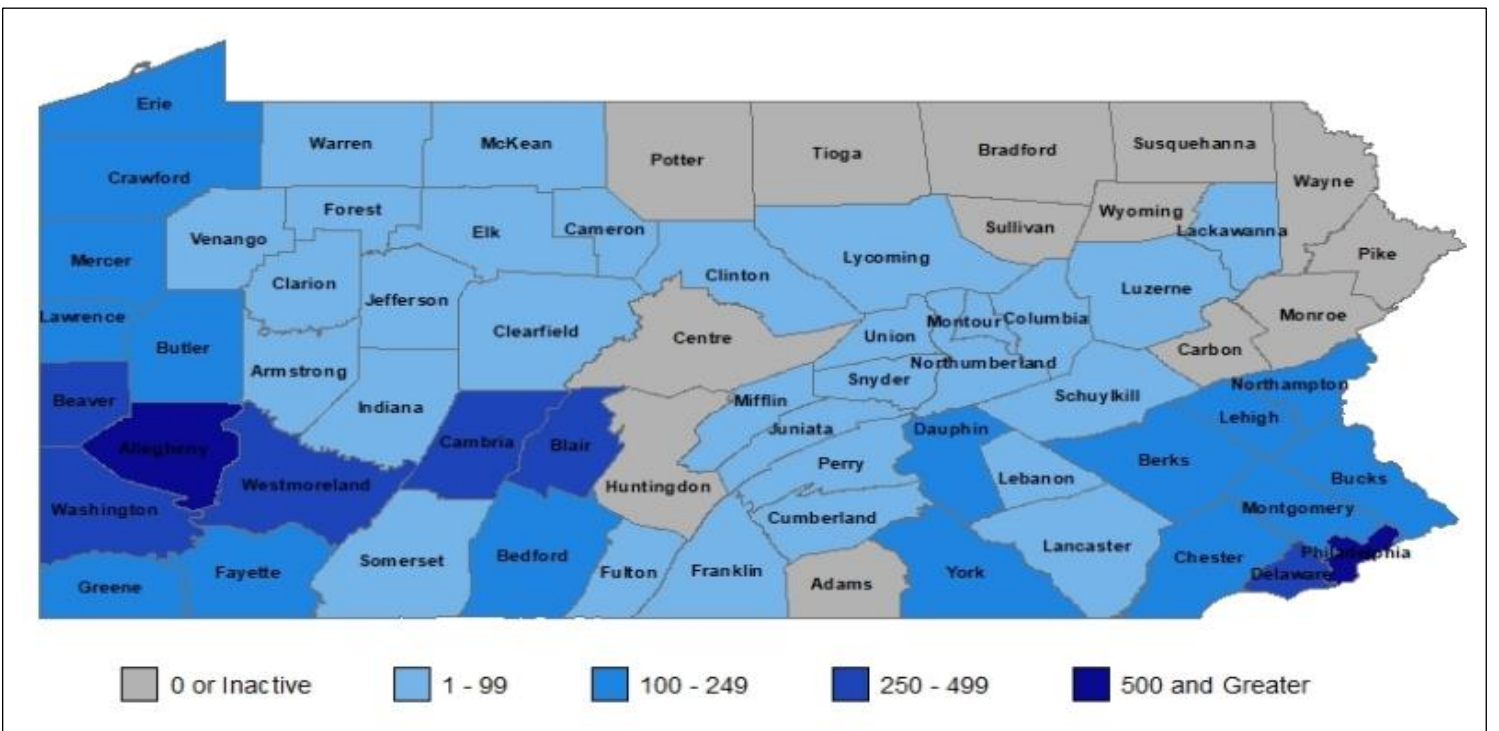 Erie
Warren
McKean
Potter
Tioga
Bradford
Susquehanna
Wayne
Crawford
Forest
Venango
Elk
Cameron
Sullivan
Wyoming
Lackawanna
Pike
Mercer
Clarion
Jefferson
Clinton
Lycoming
Luzerne
Monroe
Lawrence
Butler
Clearfield
Centre
Union
Montour
Columbia
Carbon
Armstrong
Snyder
Northumberland
Northampton
Beaver
Indiana
Mifflin
Schuylkill
Lehigh
Allegheny
Cambria
Blair
Juniata
Dauphin
Westmoreland
Huntingdon
Perry
Lebanon
Berks
Bucks
Washington
Cumberland
Montgomery
Somerset
Bedford
Fulton
Franklin
Lancaster
Chester
Philadelphia
Greene
Fayette
Adams
York
Delaware
0 or Inactive
1 - 99
100 - 249
250 - 499
500 and Greater